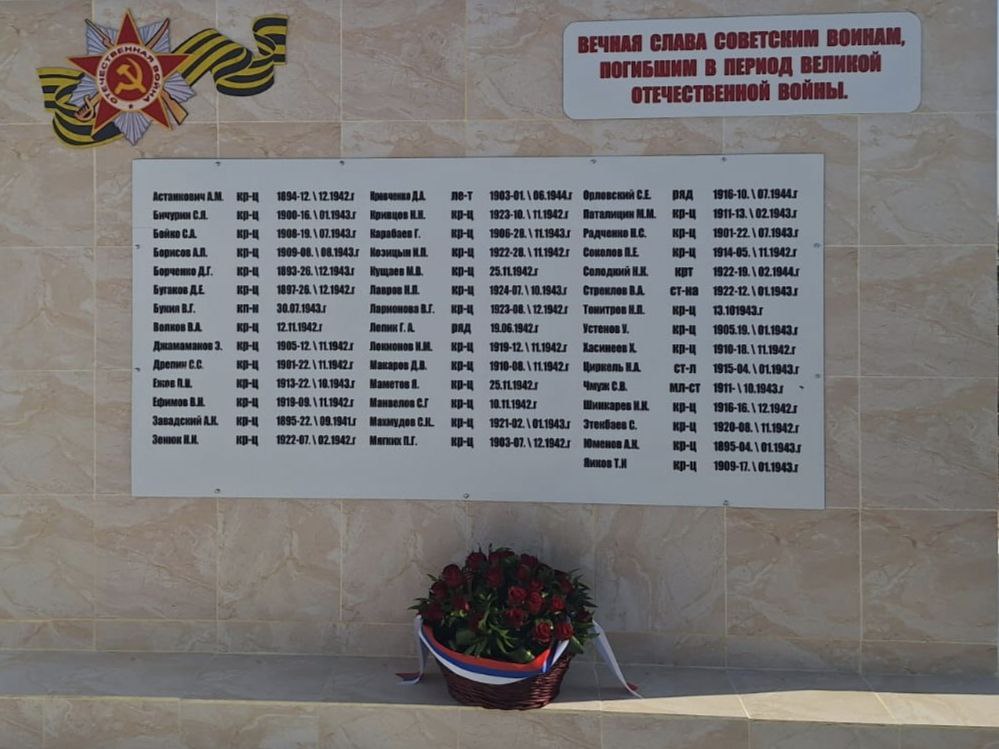 ОТЕЧЕСТВЕННАЯ ВОЙНА
ВЕЧНАЯ СЛАВА СОВЕТСКИМ ВОИНАМ,
ПОГИБШИМ В ПЕРИОД ВЕЛИКОЙ
ОТЕЧЕСТВЕННОЙ ВОЙНЫ.
Астанкович А.М. кр-ц 1894-12. \ 12.1942.г
Бичурин С.Я. кр-ц 1900-16. \ 01.1943.г
Бойко С.А. кр-ц 1908-19. \ 07.1943.г
Борисов А.П. кр-ц 1909-08. \ 08.1943.г
Борченко Д.Г. кр-ц 1893-26. \12.1943.г
Бугаков Д.Е. кр-ц 1897-26. \ 12.1942.г
Букия В.Г. кп-н 30.07.1943.г
Волков В.А. кр-ц 12.11.1942.г
Джамаманов З. кр-ц 1905-12. \ 11.1942.г
Дрепин С.С. кр-ц 1901-22. \ 11.1942.г
Ежов П.И. кр-ц 1913-22. \ 10.1943.г
Ефимов В.И. кр-ц 1919-09. \ 11.1942.г
Завадский А.К. кр-ц 1895-22. \ 09.1941.г
Зенюк И.И. кр-ц 1922-07. \ 02.1942.г
Кривченко Д.А. ле-т 1903-01. \ 06.1944.г
Кривцов Н.Н. кр-ц 1923-10. \ 11.1942.г
Карабаев Г. кр-ц 1906-28. \ 11.1943.г
Козицын И.П. кр-ц 1922-28. \ 11.1942.г
Кущаев М.В. кр-ц 25.11.1942.г
Лавров Н.П. кр-ц 1924-07. \ 10.1943.г
Ларионова В.Г. кр-ц 1923-08. \ 12.1942.г
Лепик Г. А. ряд 19.06.1942.г
Локмонов И.М. кр-ц 1919-12. \ 11.1942.г
Макаров Д.В. кр-ц 1910-08. \ 11.1942.г
Маметов Я. кр-ц 25.11.1942.г
Манвелов С.Г кр-ц 10.11.1942.г
Махмудов С. кр-ц 1921-02. \ 01.1943.г
Мягких П.Г. кр-ц 1903-07. \ 12.1942.г
Орловский С.Е. ряд 1916-10. \ 07.1944.г
Паталицин М.М. кр-ц 1911-13. \ 02.1943.г
Радченко И.С. кр-ц 1901-22. \ 07.1943.г
Соколов П.Е. кр-ц 1914-05. \ 11.1942.г
Солодкий Н.К. крт 1922-19. \ 02.1944.г
Стреклов В.А. ст-на 1922-12. \ 01.1943.г
Тонитров Н.П. кр-ц 13.101943.г
Устенов У. кр-ц 1905.19. \ 01.1943.г
Хасинеев Х. кр-ц 1910-18. \ 11.1942.г
Циркель Н.А. ст-л 1915-04. \ 01.1943.г
Чмуж С.В. мл-ст 1911- \ 10.1943.г
Шинкарев И.И. кр-ц 1916-16. \ 12.1942.г
Этекбаев С. кр-ц 1920-08. \ 11.1942.г
Юменов А.К. кр-ц 1895-04. \ 01.1943.г
Яиков Т.И кр-ц 1909-17. \ 01.1943.г